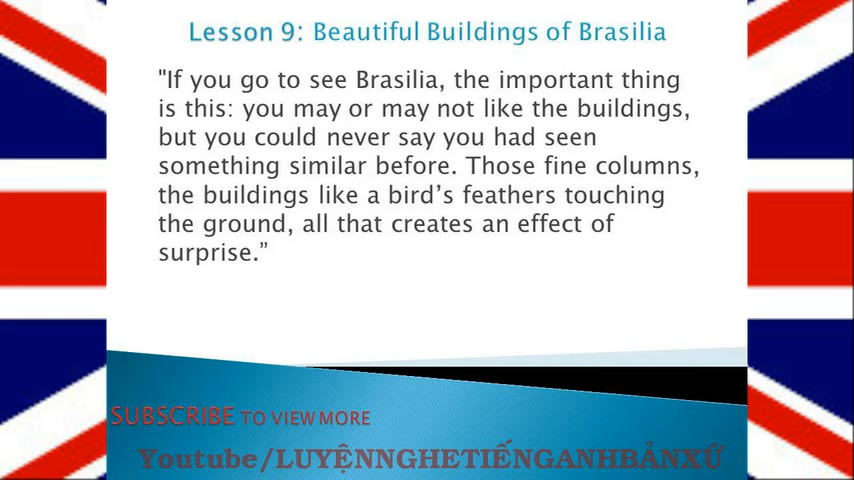 Lesson 9: Beautiful Buildings of Brasilia
"If you go to see Brasilia, the important thing
is this: you may or may not like the buildings,
but you could never say you had seen
something similar before. Those fine columns,
the buildings like a bird’s feathers touching
the ground, all that creates an effect of
surprise.”
SUBSCRIBE TO VIEW MORE
Youtube/LUYỆNNGHETIẾNGANHBẢNXỨ